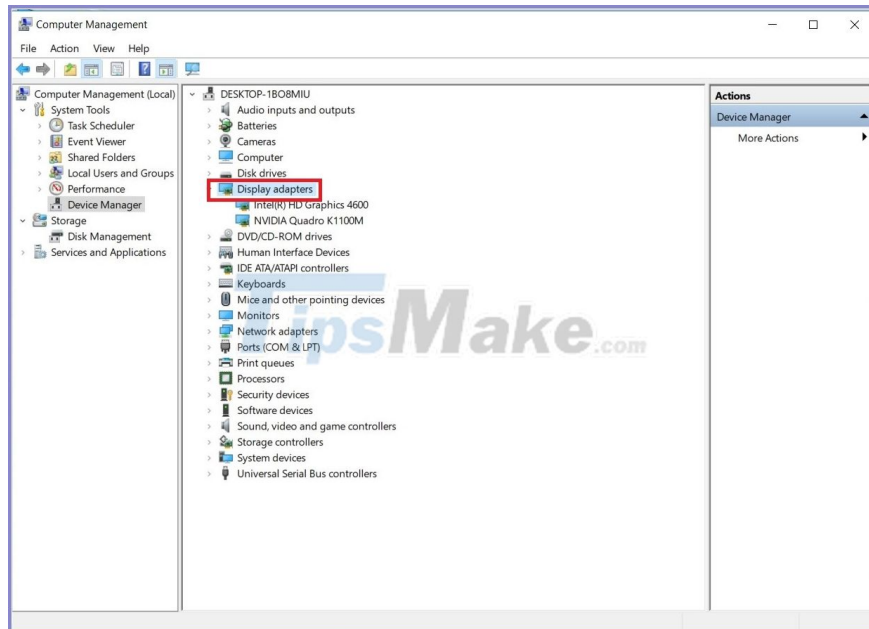 Computer Management
File Action View Help
Computer Management (Local)
System Tools
Task Scheduler
Event Viewer
Shared Folders
Local Users and Groups
Performance
Device Manager
Storage
Disk Management
Services and Applications
DESKTOP-1BO8MIU
Audio inputs and outputs
Batteries
Cameras
Computer
Disk drives
Display adapters
Intel(R) HD Graphics 4600
NVIDIA Quadro K1100M
DVD/CD-ROM drives
Human Interface Devices
IDE ATA/ATAPI controllers
Keyboards
Mice and other pointing devices
Monitors
Network adapters
Ports (COM & LPT)
Print queues
Processors
Security devices
Software devices
Sound, video and game controllers
Storage controllers
System devices
Universal Serial Bus controllers
TipsMake.com
Actions
Device Manager
More Actions